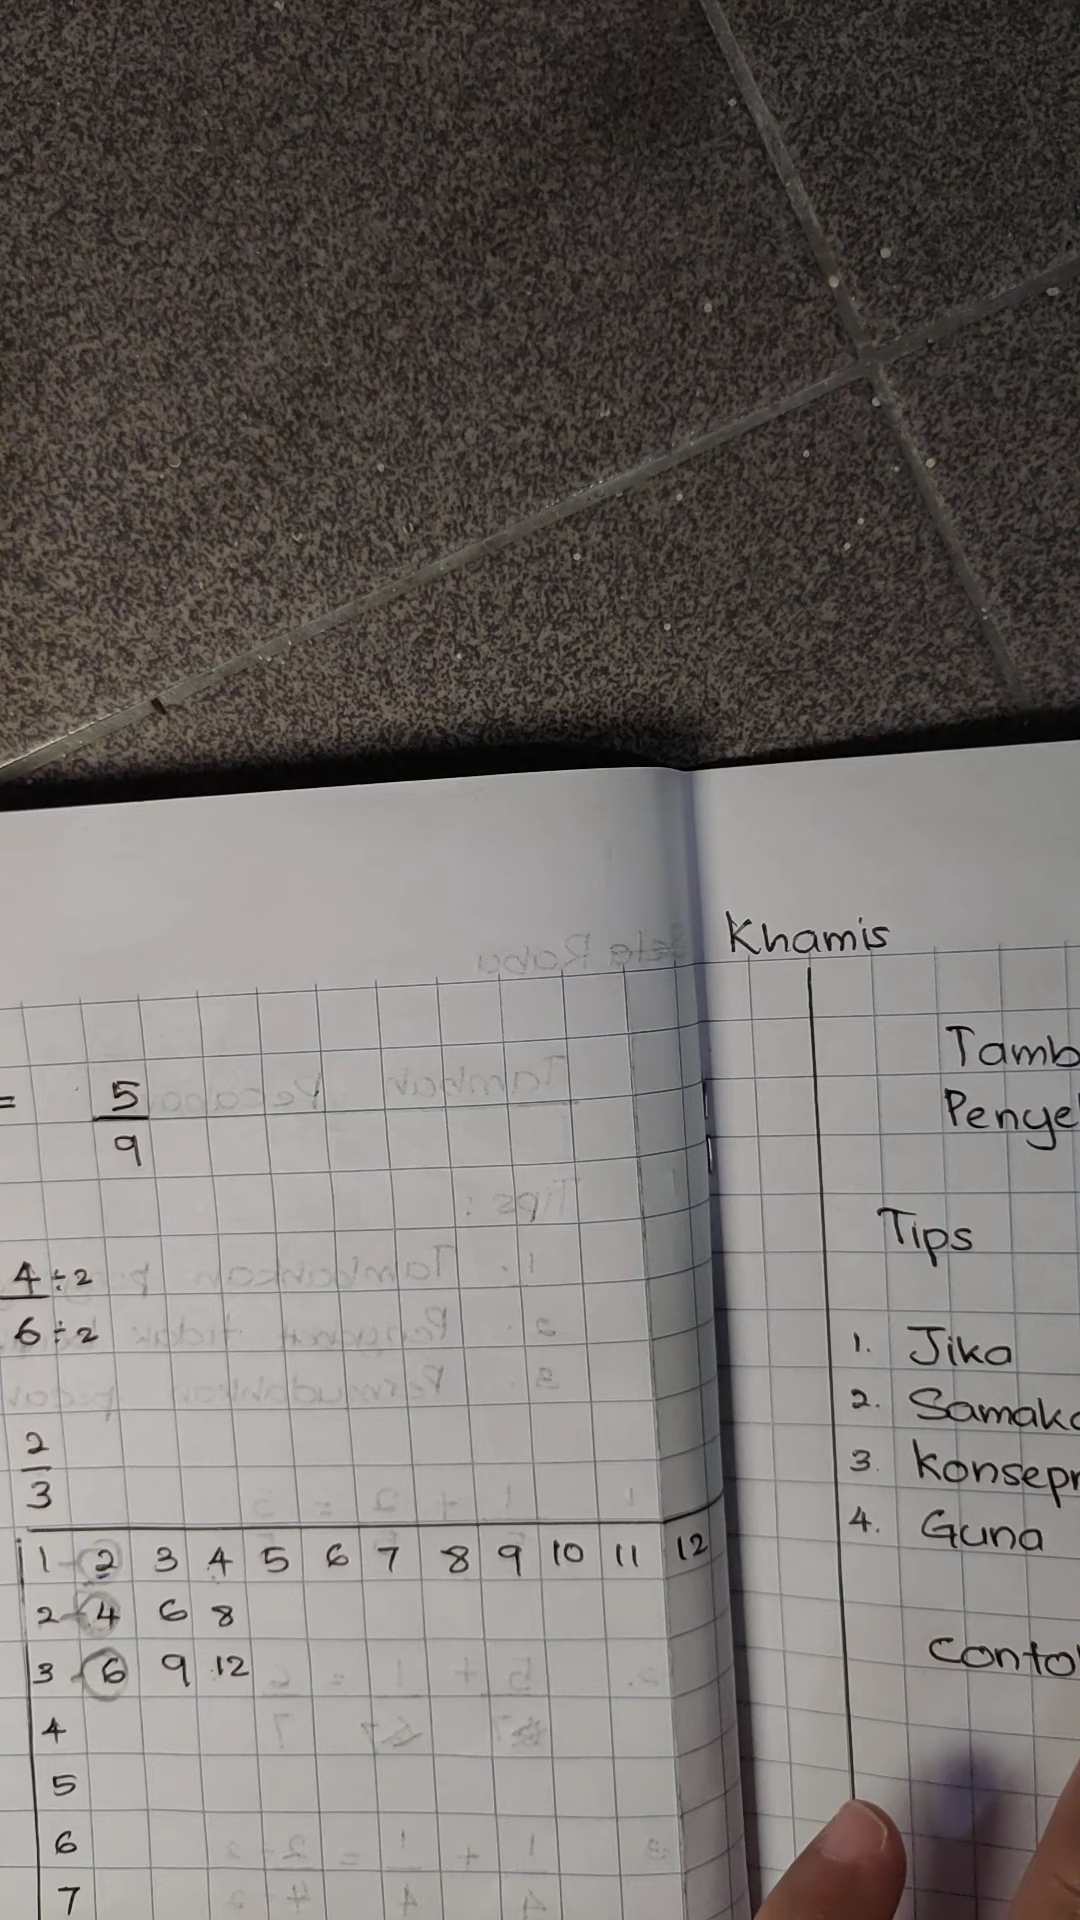 = 5
9
4 ÷ 2
6 ÷ 2
2
3
1 2 3 4 5 6 7 8 9 10 11 12
2 4 6 8
3 6 9 12
4
5
6
7
Khamis
Tamb
Penye
Tips
1. Jika
2. Samak
3. Konsep
4. Guna
Conto